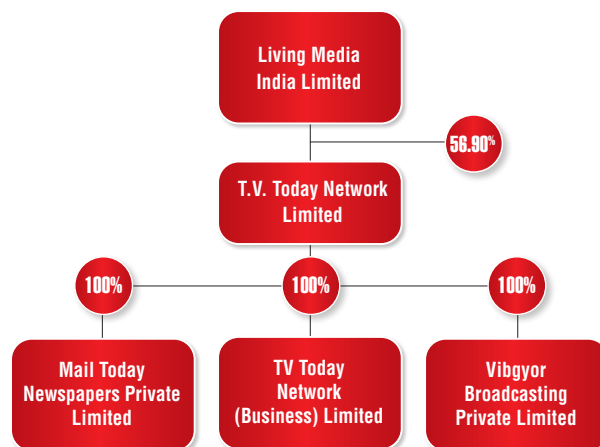 Living Media
India Limited
56.90%
T.V. Today Network
Limited
100%
100%
100%
Mail Today
Newspapers Private
Limited
TV Today
Network
(Business) Limited
Vibgyor
Broadcasting
Private Limited